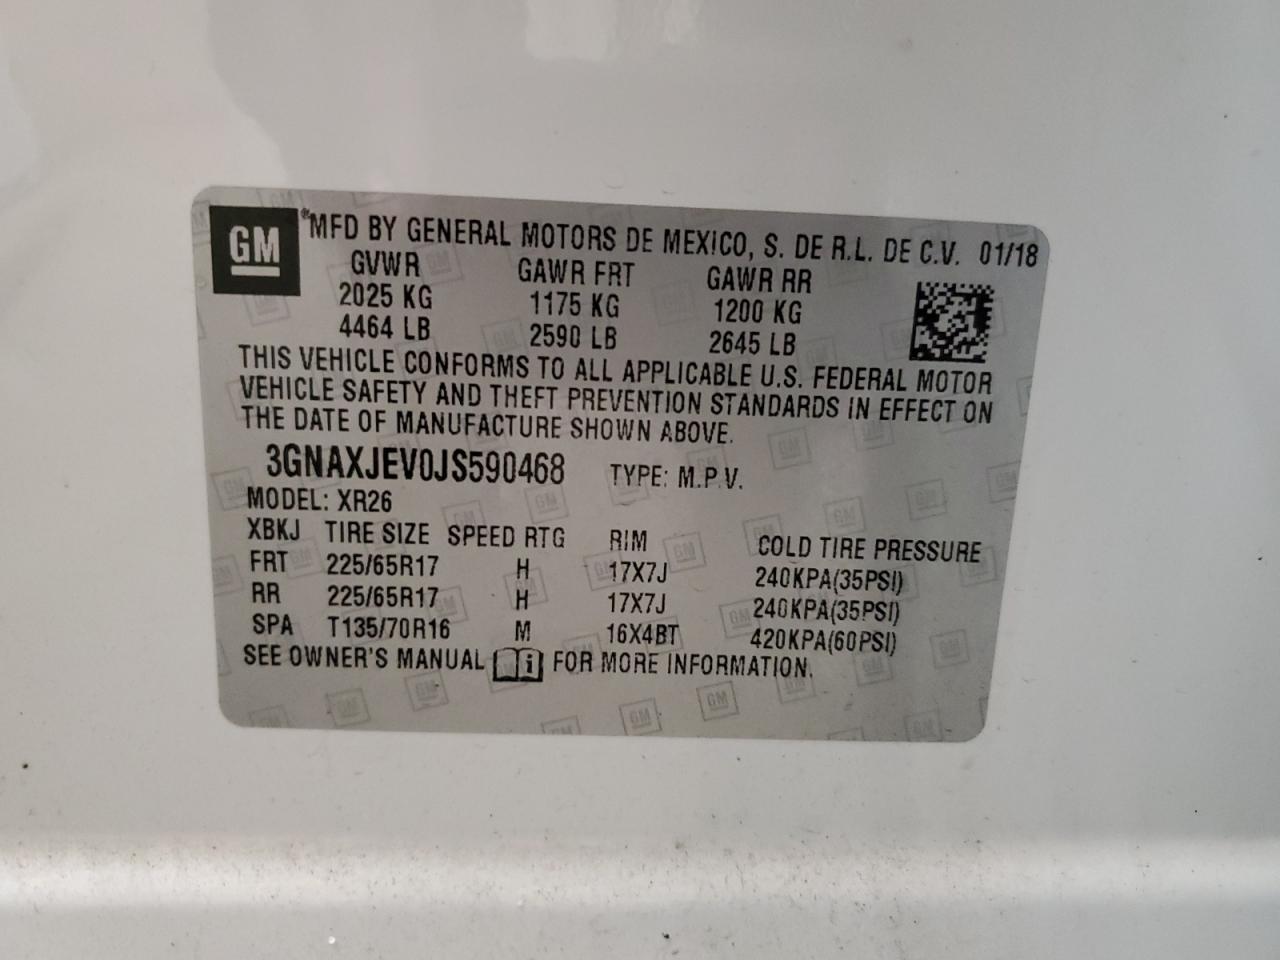 GM ®MFD BY GENERAL MOTORS DE MEXICO, S. DE R.L. DE C.V. 01/18
GVWR GAWR FRT GAWR RR
2025 KG 1175 KG 1200 KG
4464 LB 2590 LB 2645 LB
THIS VEHICLE CONFORMS TO ALL APPLICABLE U.S. FEDERAL MOTOR
VEHICLE SAFETY AND THEFT PREVENTION STANDARDS IN EFFECT ON
THE DATE OF MANUFACTURE SHOWN ABOVE.
3GNAXJEV0JS590468 TYPE: M.P.V.
MODEL: XR26
XBKJ TIRE SIZE SPEED RTG RIM COLD TIRE PRESSURE
FRT 225/65R17 H 17X7J 240KPA(35PSI)
RR 225/65R17 H 17X7J 240KPA(35PSI)
SPA T135/70R16 M 16X4BT 420KPA(60PSI)
SEE OWNER'S MANUAL i FOR MORE INFORMATION.